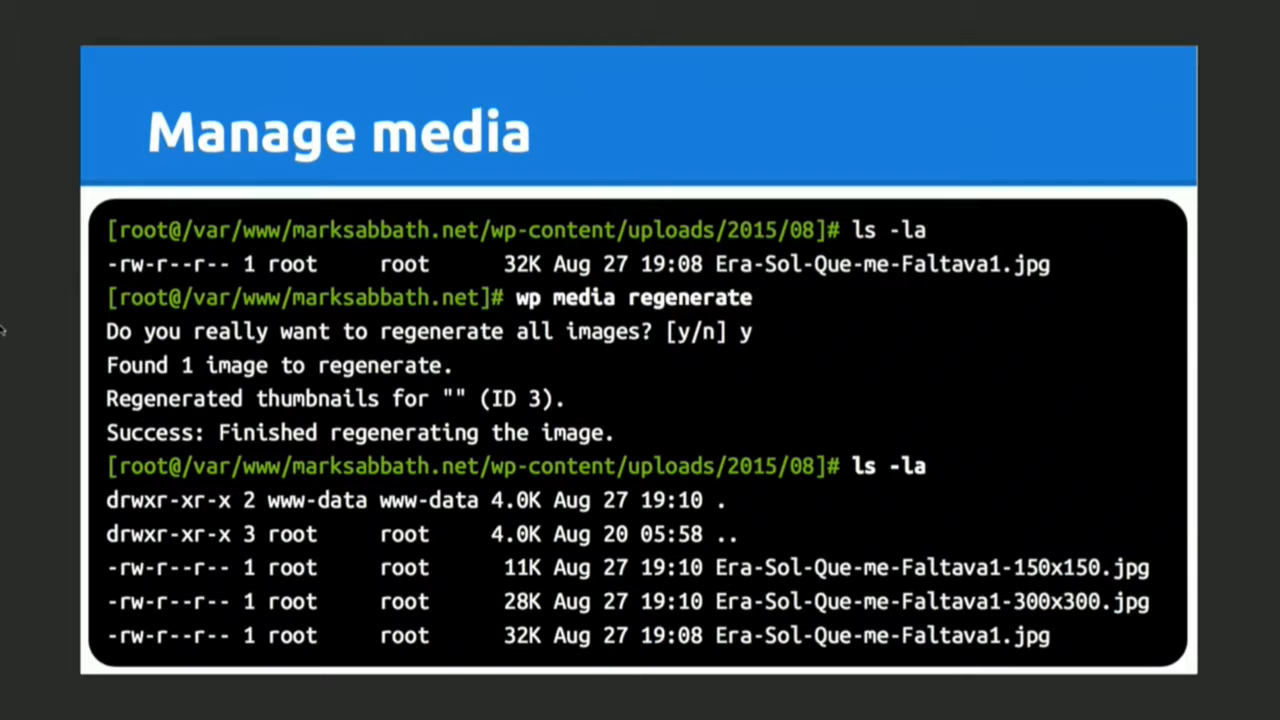 Manage media
[root@/var/www/marksabbath.net/wp-content/uploads/2015/08]# ls -la
-rw-r--r-- 1 root     root      32K Aug 27 19:08 Era-Sol-Que-me-Faltava1.jpg
[root@/var/www/marksabbath.net]# wp media regenerate
Do you really want to regenerate all images? [y/n] y
Found 1 image to regenerate.
Regenerated thumbnails for "" (ID 3).
Success: Finished regenerating the image.
[root@/var/www/marksabbath.net/wp-content/uploads/2015/08]# ls -la
drwxr-xr-x 2 www-data www-data 4.0K Aug 27 19:10 .
drwxr-xr-x 3 root     root     4.0K Aug 20 05:58 ..
-rw-r--r-- 1 root     root      11K Aug 27 19:10 Era-Sol-Que-me-Faltava1-150x150.jpg
-rw-r--r-- 1 root     root      28K Aug 27 19:10 Era-Sol-Que-me-Faltava1-300x300.jpg
-rw-r--r-- 1 root     root      32K Aug 27 19:08 Era-Sol-Que-me-Faltava1.jpg